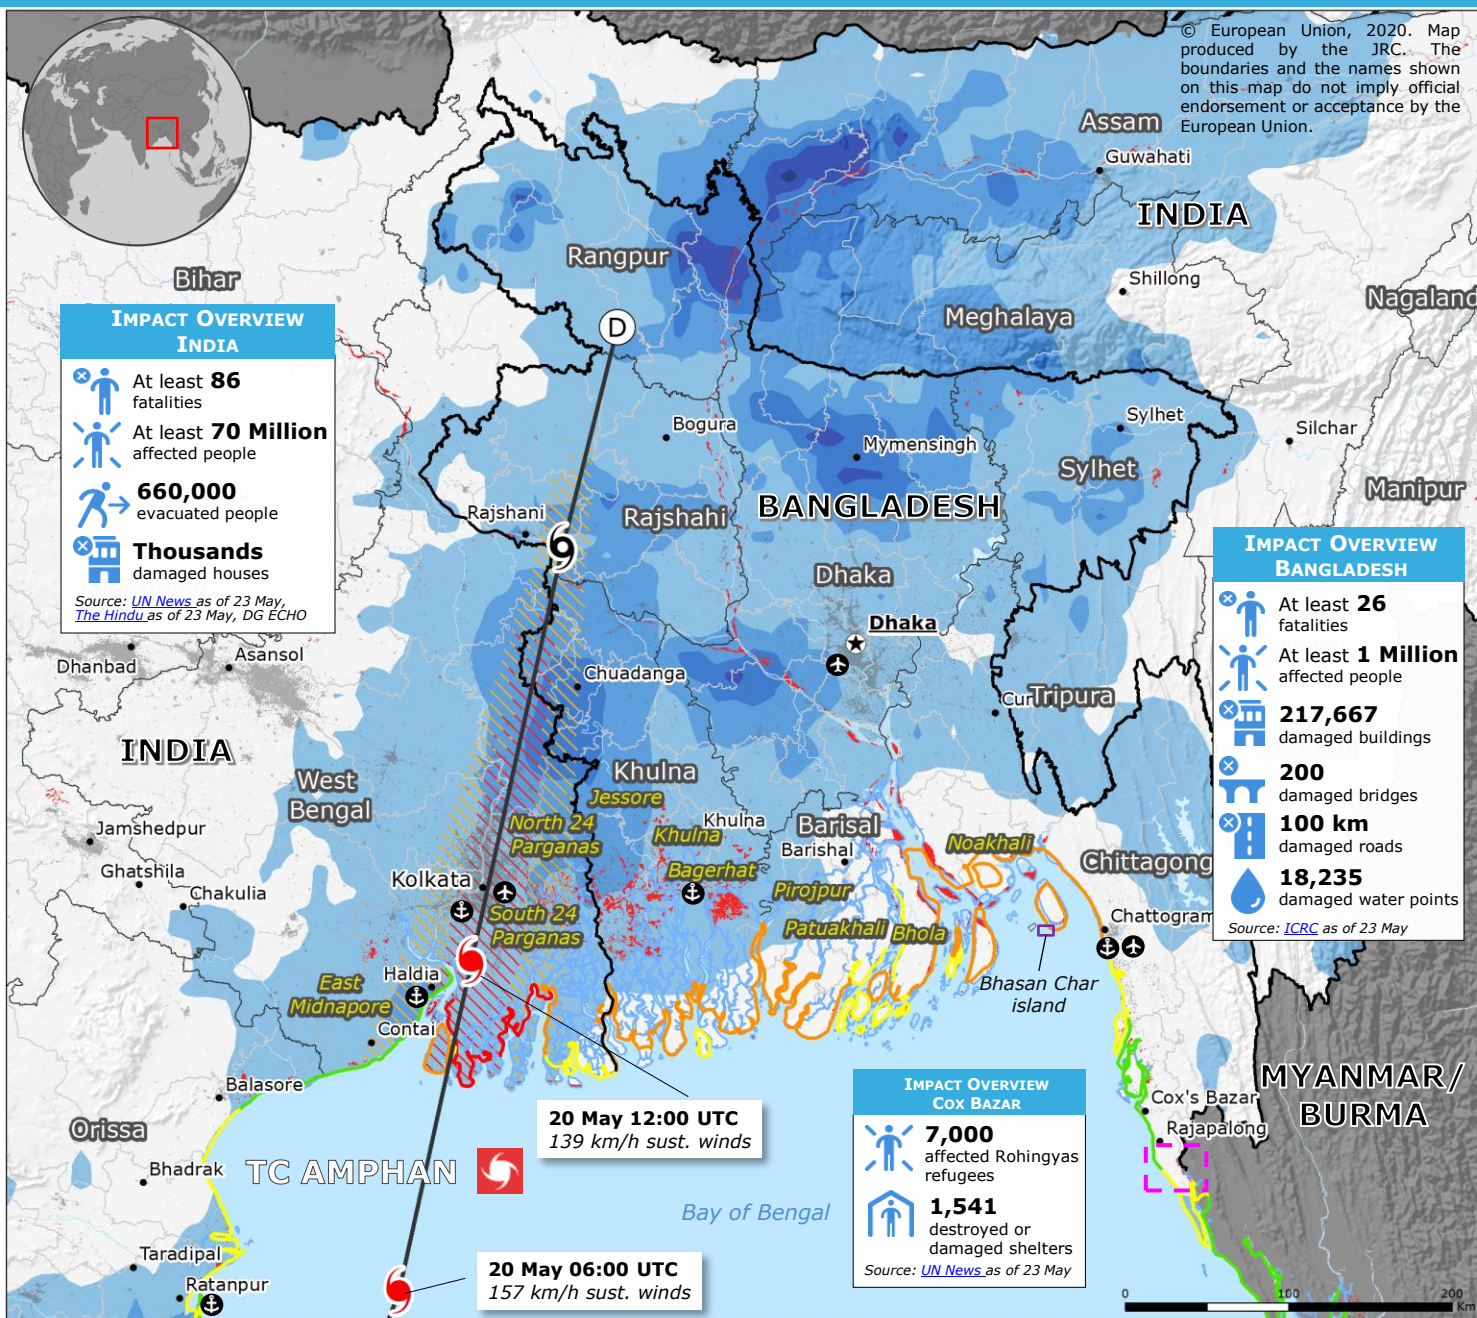 © European Union, 2020. Map
produced by the JRC. The
boundaries and the names shown
on this map do not imply official
endorsement or acceptance by the
European Union.
Assam
Guwahati
INDIA
Rangpur
Bihar
Shillong
Nagaland
Meghalaya
IMPACT OVERVIEW
INDIA
At least 86
fatalities
At least 70 Million
affected people
660,000
evacuated people
Thousands
damaged houses
Source: UN News as of 23 May,
The Hindu as of 23 May, DG ECHO
D
Bogura
Mymensingh
Sylhet
Silchar
Sylhet
Manipur
Rajshani
Rajshahi
BANGLADESH
Dhaka
Dhaka
IMPACT OVERVIEW
BANGLADESH
At least 26
fatalities
At least 1 Million
affected people
217,667
damaged buildings
200
damaged bridges
100 km
damaged roads
18,235
damaged water points
Source: ICRC as of 23 May
Dhanbad
Asansol
Chuadanga
Cur
Tripura
INDIA
West
Bengal
Khulna
Jessore
North 24
Parganas
Khulna
Khulna
Barisal
Barishal
Noakhali
Chittagong
Jamshedpur
Ghatshila
Chakulia
Kolkata
Bagerhat
Pirojpur
South 24
Parganas
Patuakhali
Bhola
Chattogram
Haldia
East
Midnapore
Contai
Bhasan Char
island
Balasore
Orissa
Bhadrak
20 May 12:00 UTC
139 km/h sust. winds
TC AMPHAN
Bay of Bengal
IMPACT OVERVIEW
COX BAZAR
7,000
affected Rohingyas
refugees
1,541
destroyed or
damaged shelters
Source: UN News as of 23 May
MYANMAR/
BURMA
Cox's Bazar
Rajapalong
Taradipal
Ratanpur
20 May 06:00 UTC
157 km/h sust. winds
0 100 200
Km